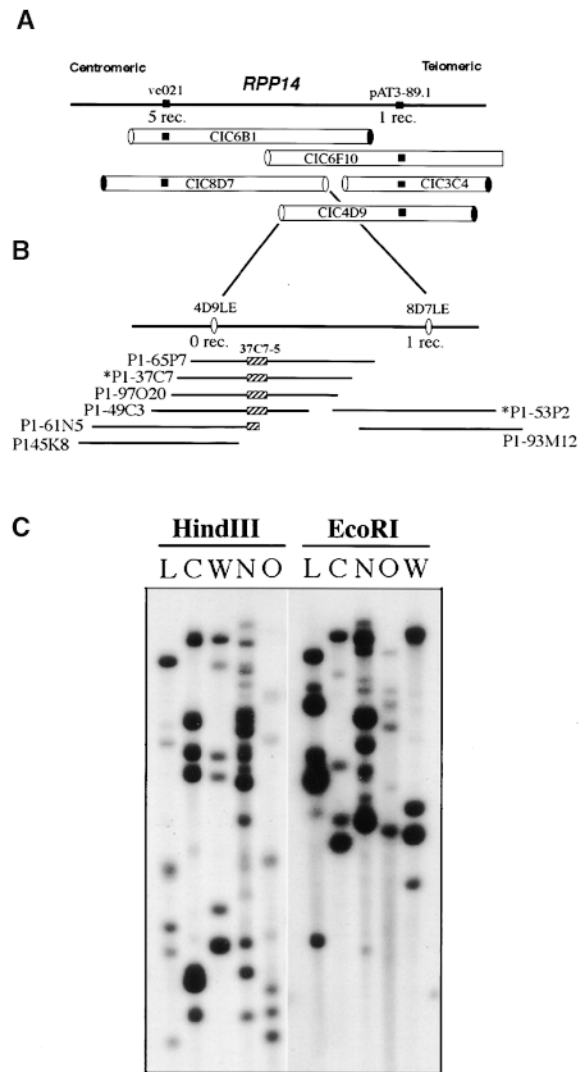 A
Centromeric RPP14 Telomeric
ve021 pAT3-89.1
5 rec. 1 rec.
CIC6B1
CIC6F10
CIC8D7 CIC3C4
CIC4D9
B
4D9LE 8D7LE
0 rec. 37C7-5 1 rec.
P1-65P7
*P1-37C7
P1-97O20
P1-49C3 *P1-53P2
P1-61N5
P145K8 P1-93M12
C
HindIII EcoRI
L C W N O L C N O W